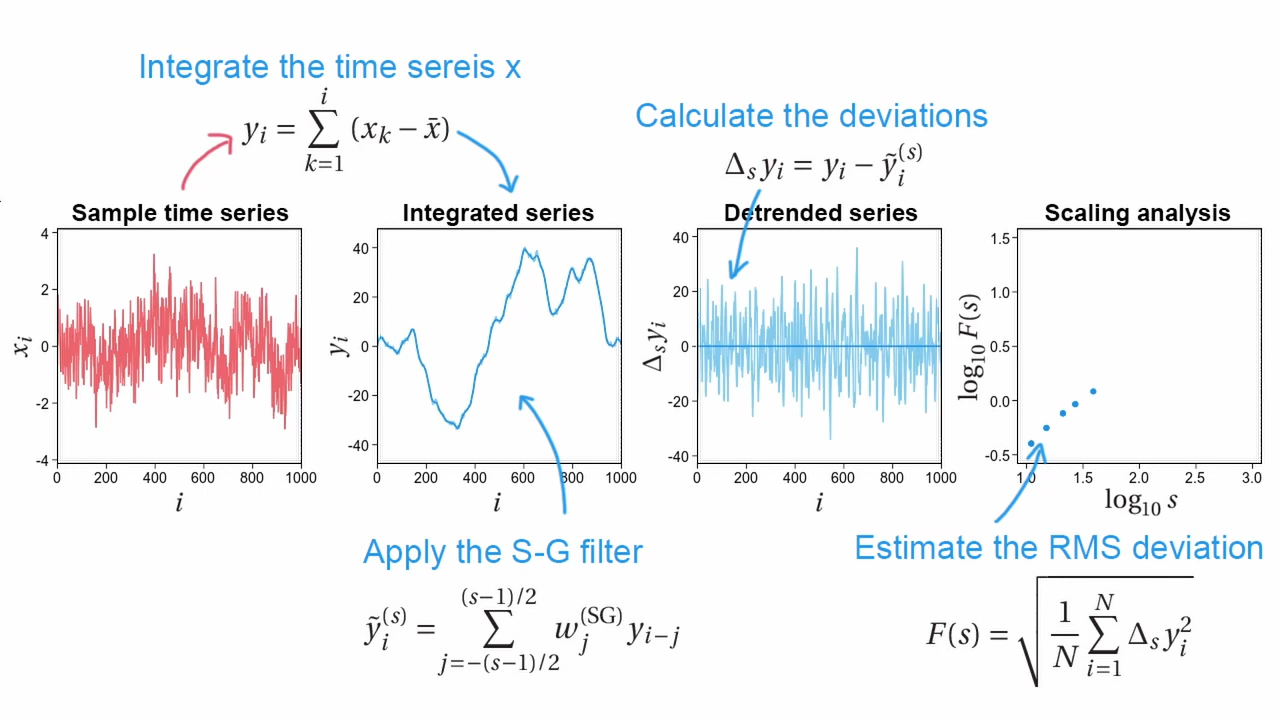 Integrate the time sereis x
y_i = \sum_{k=1}^{i} (x_k − \bar{x})
Calculate the deviations
Δ_s y_i = y_i − \tilde{y}_i^{(s)}
Sample time series
4
2
0
-2
-4
x_i
0 200 400 600 800 1000
i
Integrated series
40
20
0
-20
-40
y_i
0 200 400 600 800 1000
i
Detrended series
40
20
0
-20
-40
Δ_s y_i
0 200 400 600 800 1000
i
Scaling analysis
1.5
1.0
0.5
0.0
-0.5
log_{10} F(s)
1.0 1.5 2.0 2.5 3.0
log_{10} s
Apply the S-G filter
\tilde{y}_i^{(s)} = \sum_{j=−(s−1)/2}^{(s−1)/2} w_j^{(SG)} y_{i−j}
Estimate the RMS deviation
F(s) = \sqrt{\frac{1}{N} \sum_{i=1}^{N} Δ_s y_i^2}